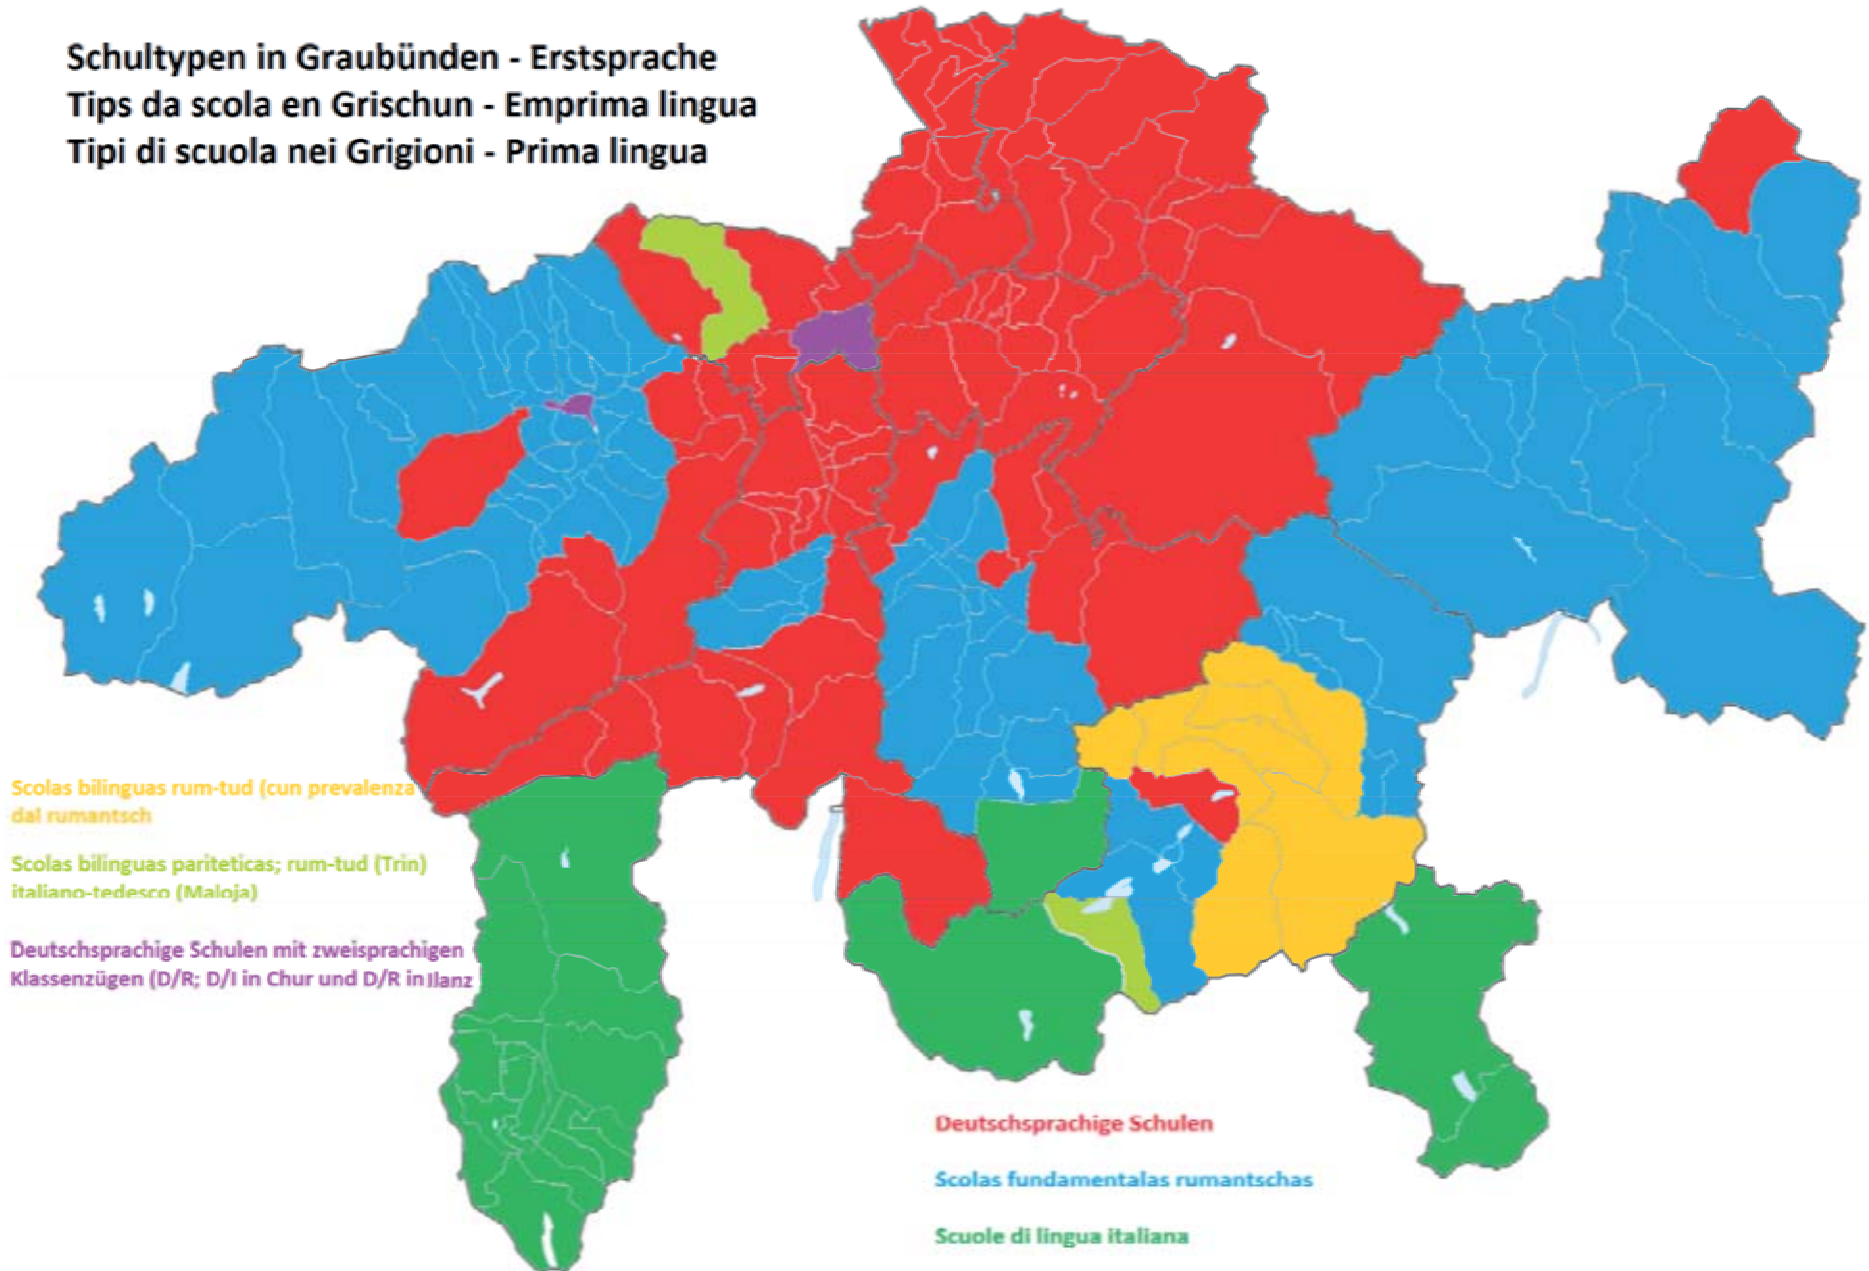 Schultypen in Graubünden - Erstsprache
Tips da scola en Grischun - Emprima lingua
Tipi di scuola nei Grigioni - Prima lingua
Scolas bilinguas rum-tud (cun prevalenza
dal rumantsch
Scolas bilinguas pariteticas; rum-tud (Trin)
italiano-tedesco (Maloja)
Deutschsprachige Schulen mit zweisprachigen
Klassenzügen (D/R; D/I in Chur und D/R in Ilanz
Deutschsprachige Schulen
Scolas fundamentalas rumantschas
Scuole di lingua italiana